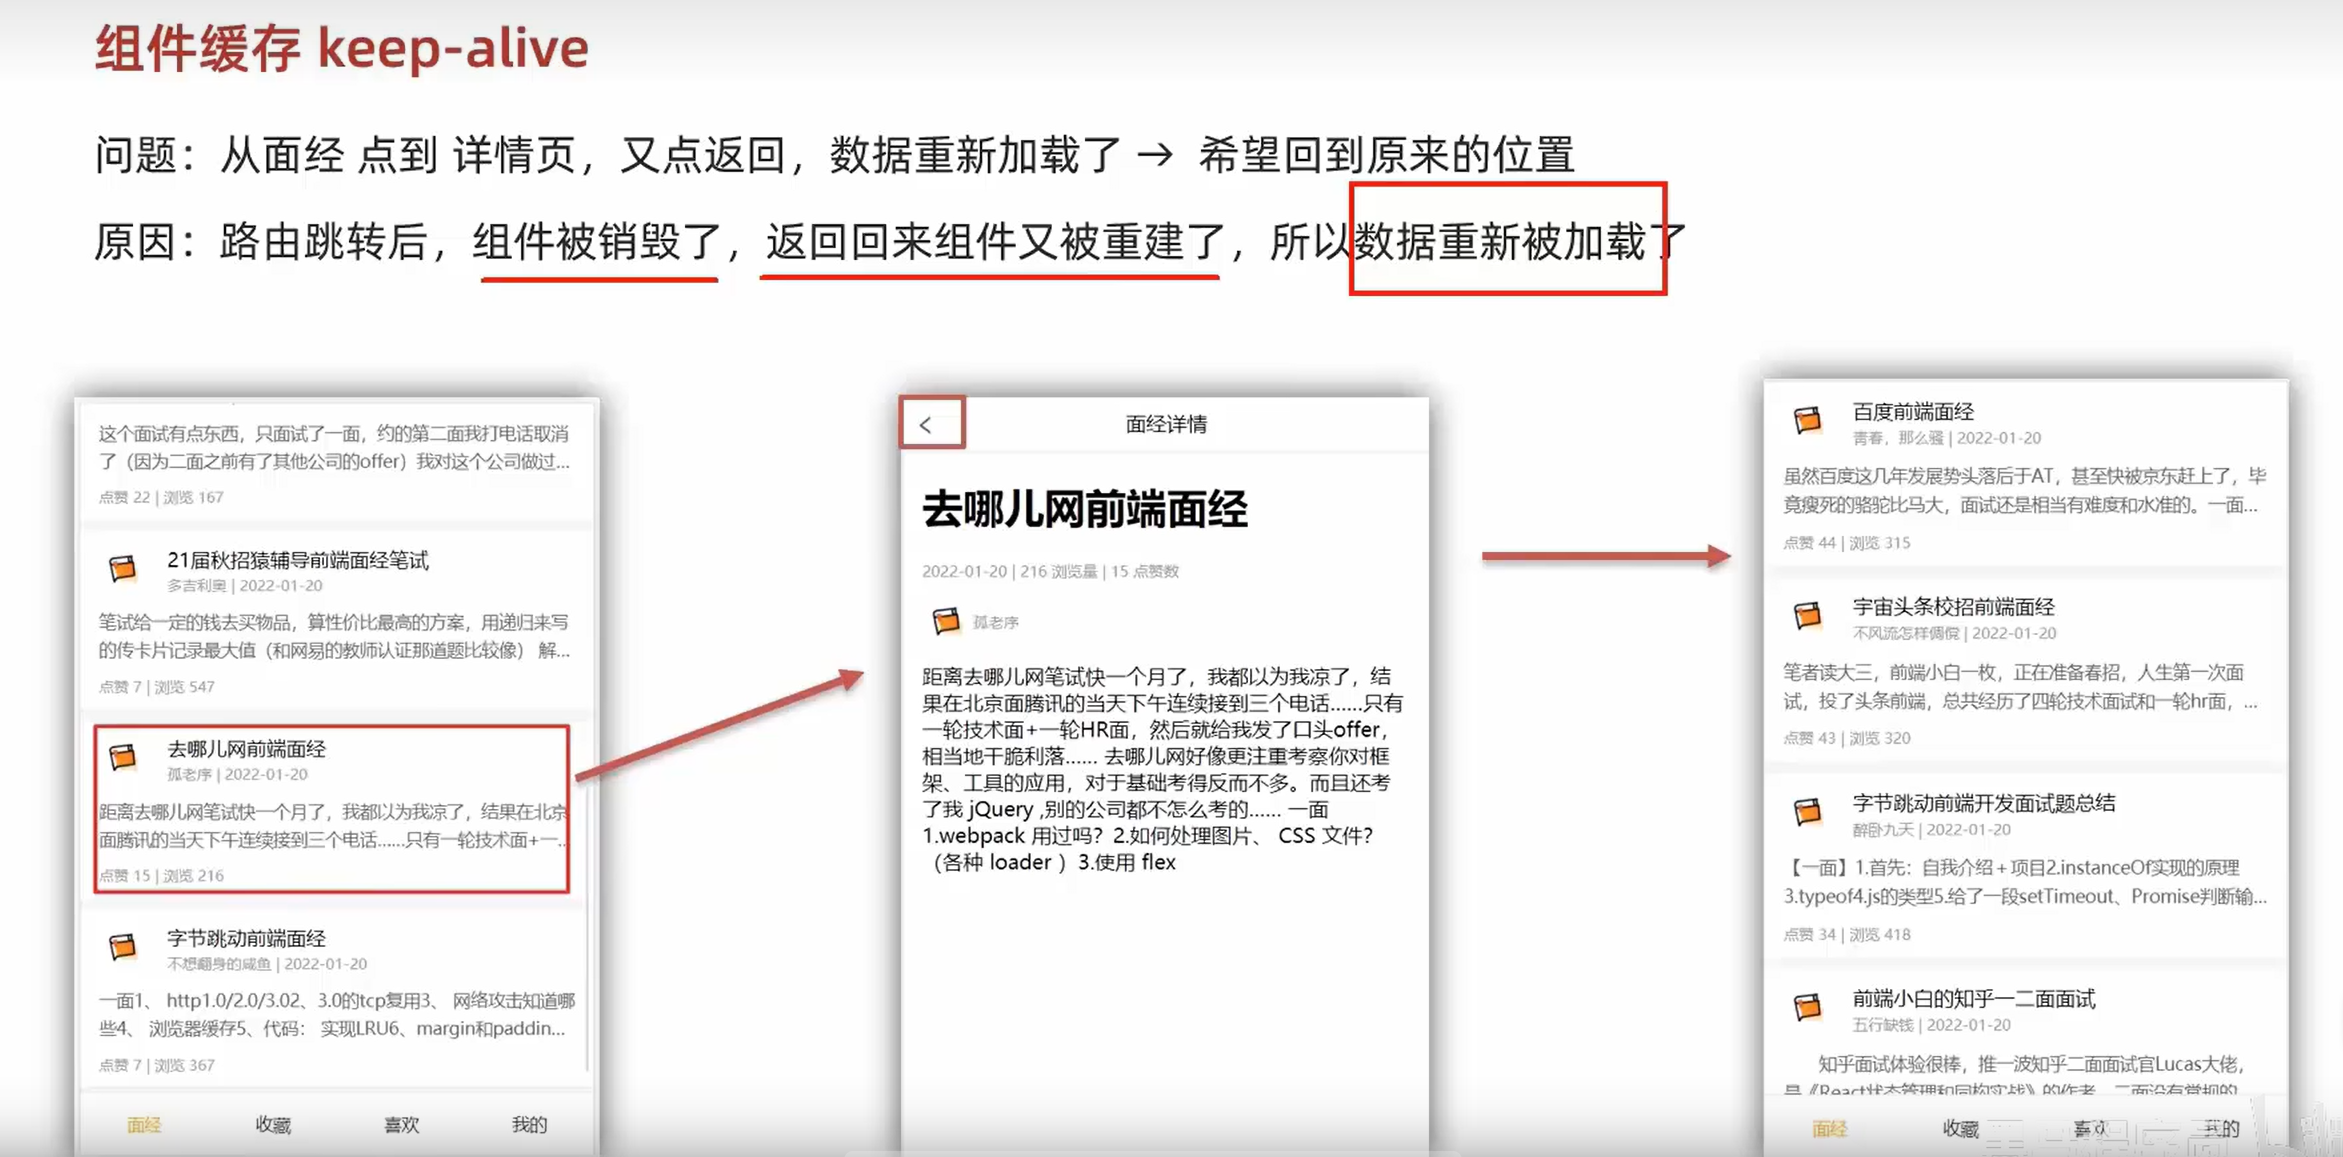 组件缓存 keep-alive
问题：从面经 点到 详情页，又点返回，数据重新加载了 → 希望回到原来的位置
原因：路由跳转后，组件被销毁了，返回回来组件又被重建了，所以数据重新被加载了
这个面试有点东西，只面试了一面，约的第二面我打电话取消
了（因为二面之前有了其他公司的offer）我对这个公司做过...
点赞 22 | 浏览 167
21届秋招猿辅导前端面经笔试
多吉利奥 | 2022-01-20
笔试给一定的钱去买物品，算性价比最高的方案，用递归来写
的传卡片记录最大值（和网易的教师认证那道题比较像） 解...
点赞 7 | 浏览 547
去哪儿网前端面经
孤老序 | 2022-01-20
距离去哪儿网笔试快一个月了，我都以为我凉了，结果在北京
面腾讯的当天下午连续接到三个电话......只有一轮技术面+一...
点赞 15 | 浏览 216
字节跳动前端面经
不想翻身的咸鱼 | 2022-01-20
一面1、 http1.0/2.0/3.02、3.0的tcp复用3、 网络攻击知道哪
些4、 浏览器缓存5、代码： 实现LRU6、margin和paddin...
点赞 7 | 浏览 367
面经 收藏 喜欢 我的
< 面经详情
去哪儿网前端面经
2022-01-20 | 216 浏览量 | 15 点赞数
孤老序
距离去哪儿网笔试快一个月了，我都以为我凉了，结
果在北京面腾讯的当天下午连续接到三个电话......只有
一轮技术面+一轮HR面，然后就给我发了口头offer，
相当地干脆利落...... 去哪儿网好像更注重考察你对框
架、工具的应用，对于基础考得反而不多。而且还考
了我 jQuery ,别的公司都不怎么考的...... 一面
1.webpack 用过吗？2.如何处理图片、 CSS 文件？
（各种 loader ）3.使用 flex
百度前端面经
青春，那么骚 | 2022-01-20
虽然百度这几年发展势头落后于AT，甚至快被京东赶上了，毕
竟瘦死的骆驼比马大，面试还是相当有难度和水准的。一面...
点赞 44 | 浏览 315
宇宙头条校招前端面经
不风流怎样倜傥 | 2022-01-20
笔者读大三，前端小白一枚，正在准备春招，人生第一次面
试，投了头条前端，总共经历了四轮技术面试和一轮hr面，...
点赞 43 | 浏览 320
字节跳动前端开发面试题总结
醉卧九天 | 2022-01-20
【一面】1.首先：自我介绍＋项目2.instanceOf实现的原理
3.typeof4.js的类型5.给了一段setTimeout、Promise判断输...
点赞 34 | 浏览 418
前端小白的知乎一二面面试
五行缺钱 | 2022-01-20
知乎面试体验很棒，推一波知乎二面面试官Lucas大佬，
是《React状态管理和同构实战》的作者
面经 收藏 喜欢 我的